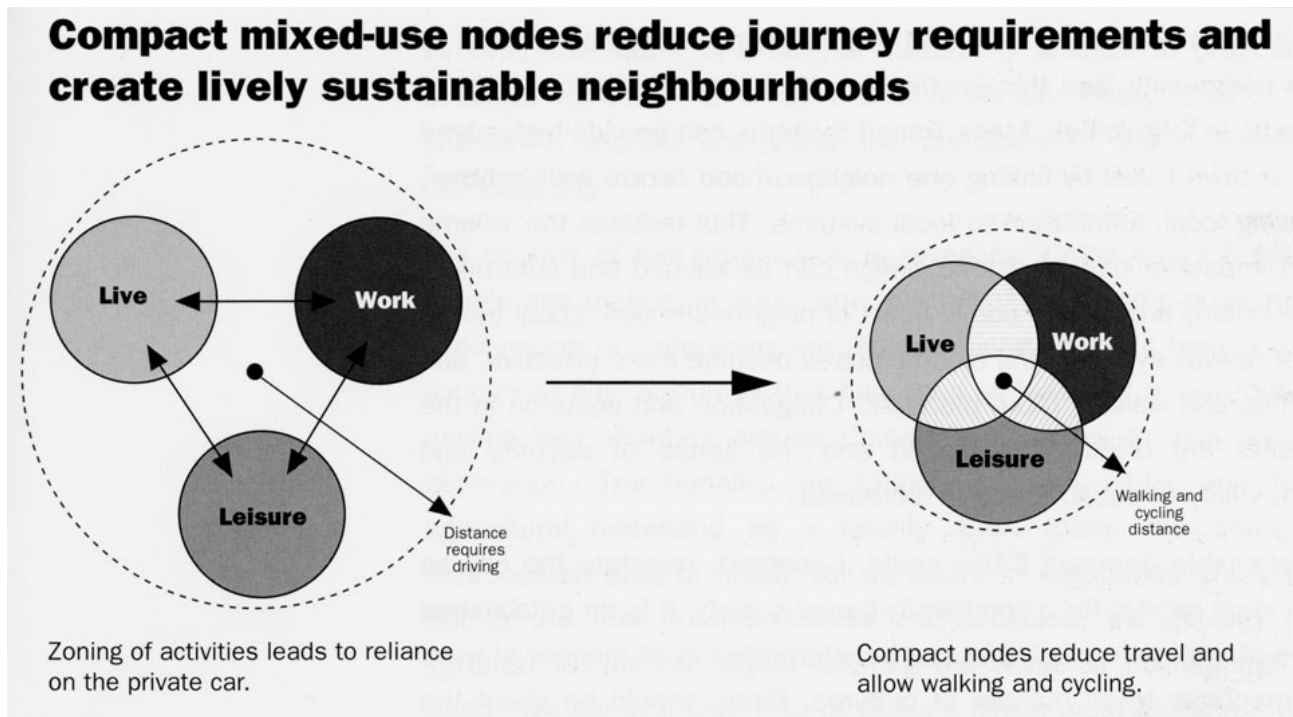 Compact mixed-use nodes reduce journey requirements and
create lively sustainable neighbourhoods
Live
Work
Leisure
Distance
requires
driving
Zoning of activities leads to reliance
on the private car.
Live
Work
Leisure
Walking and
cycling
distance
Compact nodes reduce travel and
allow walking and cycling.